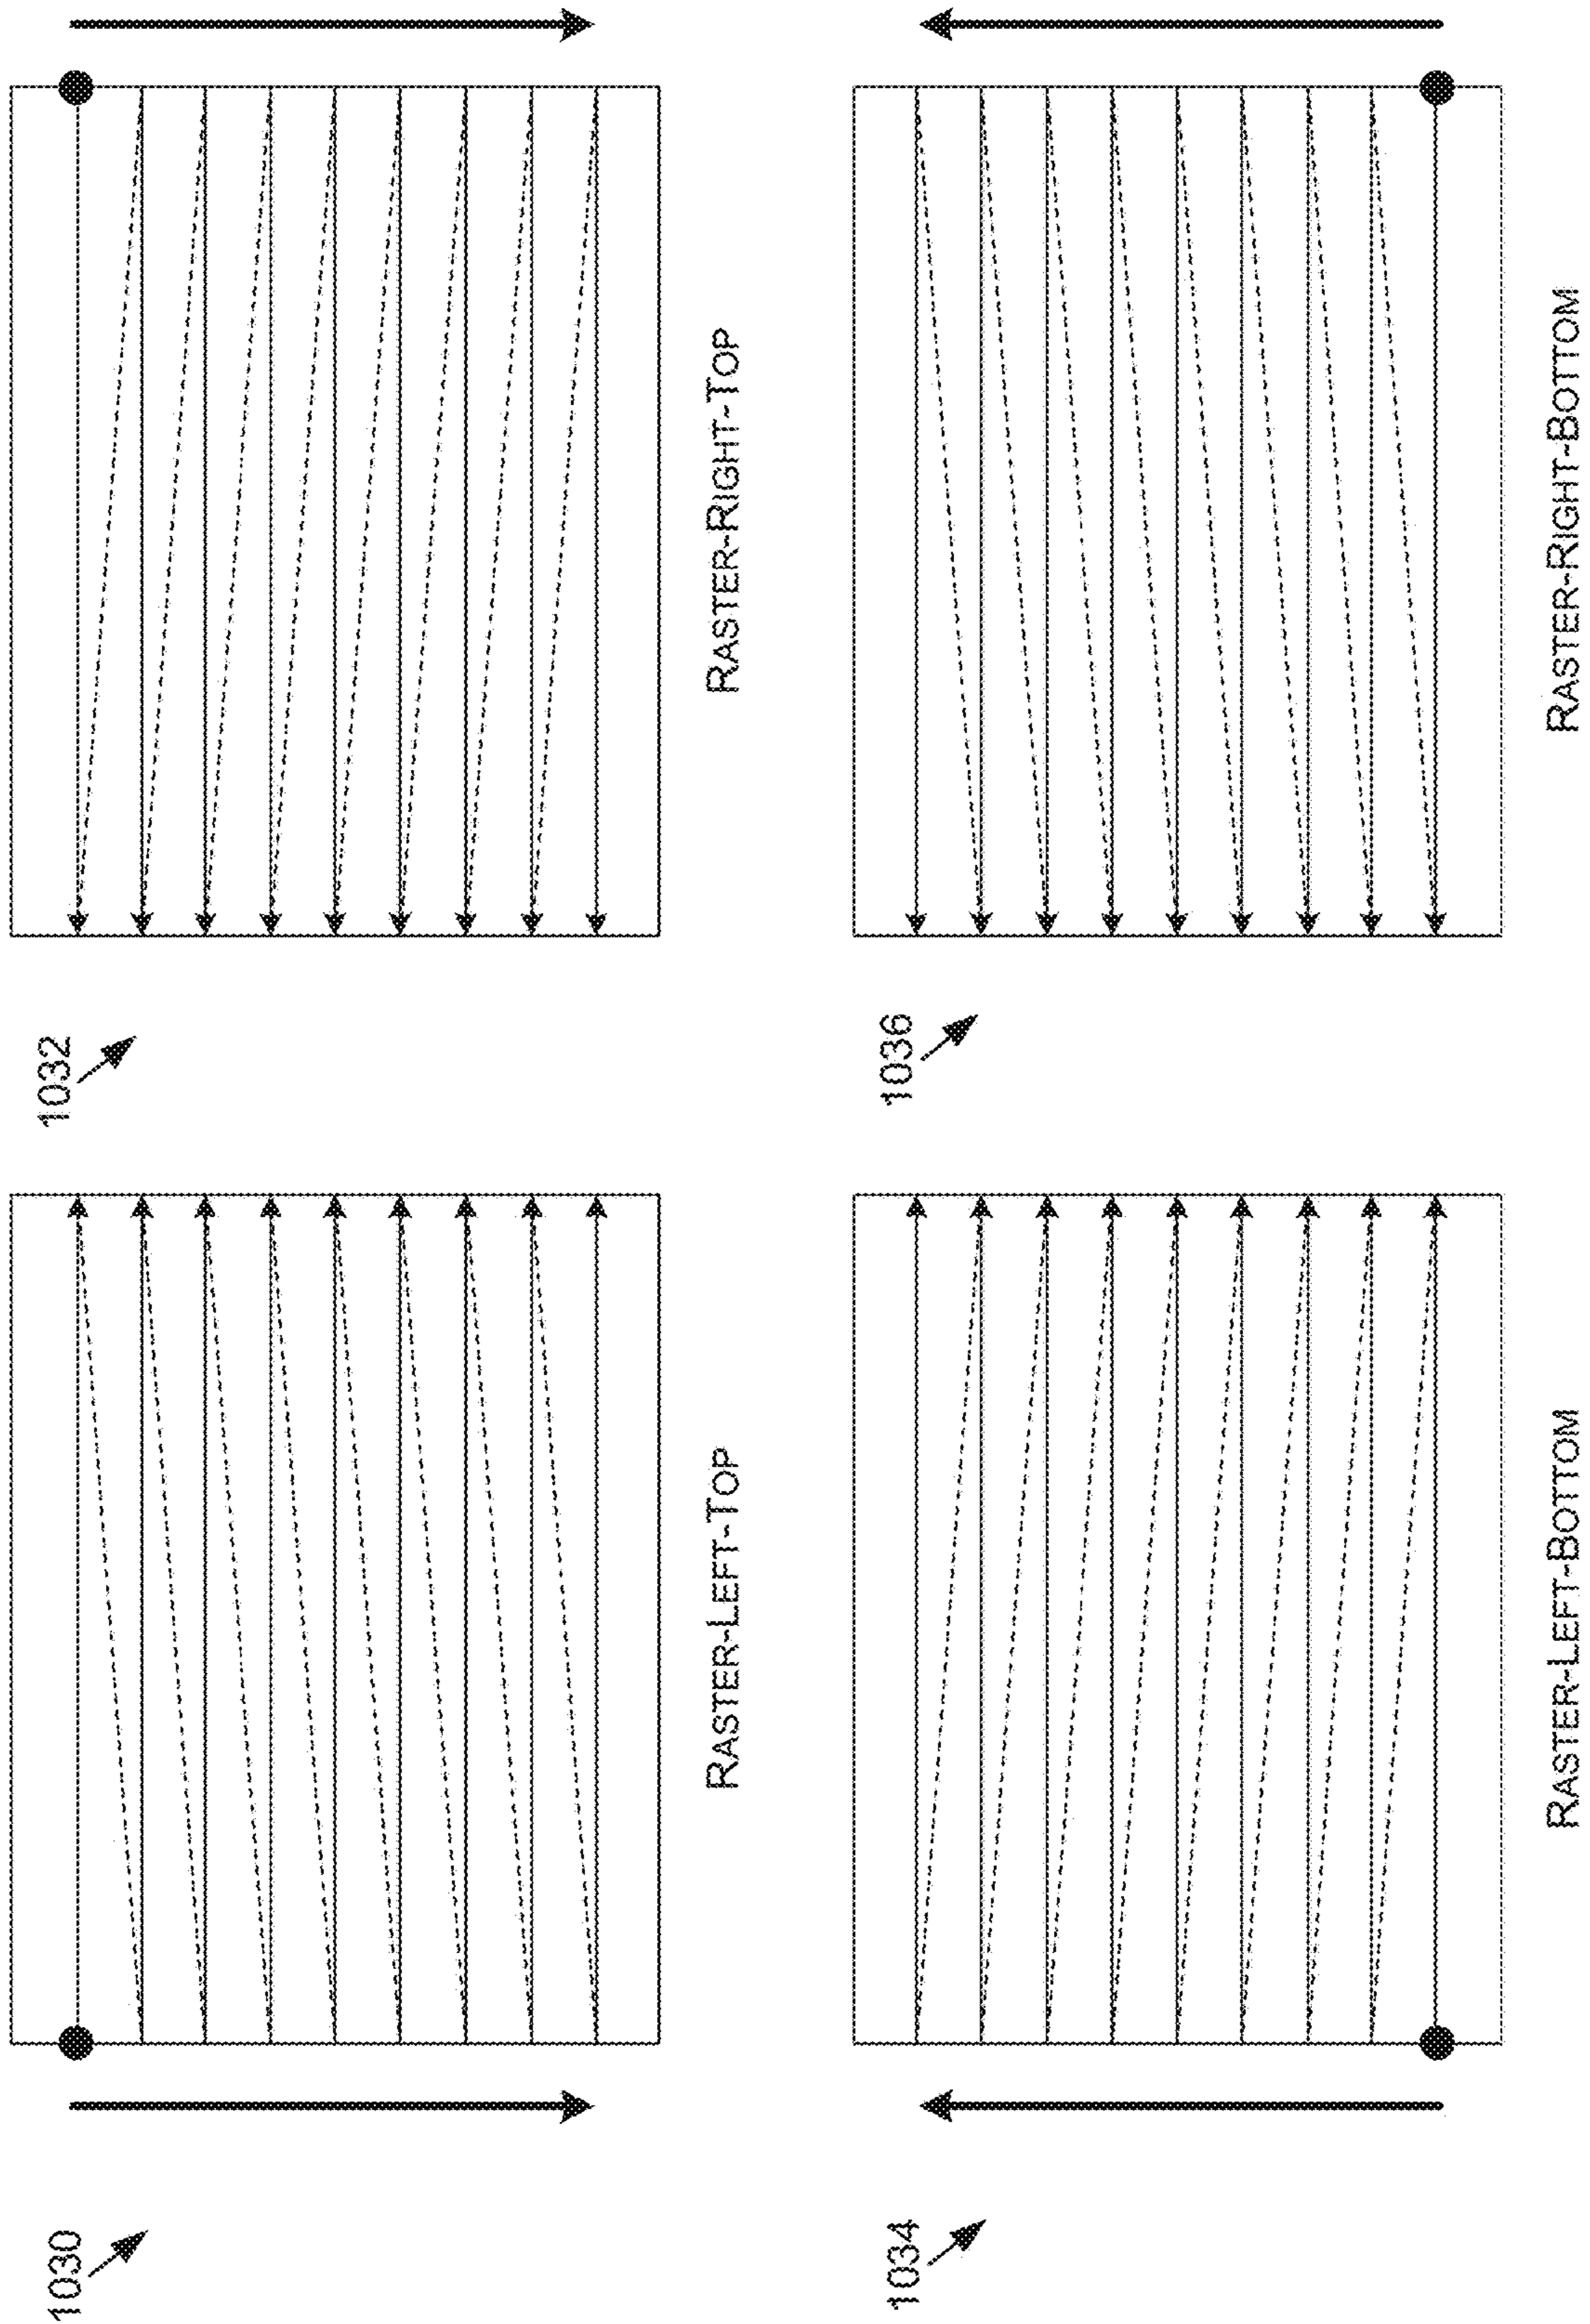 1030
1032
RASTER-LEFT-TOP
RASTER-RIGHT-TOP
1034
1036
RASTER-LEFT-BOTTOM
RASTER-RIGHT-BOTTOM